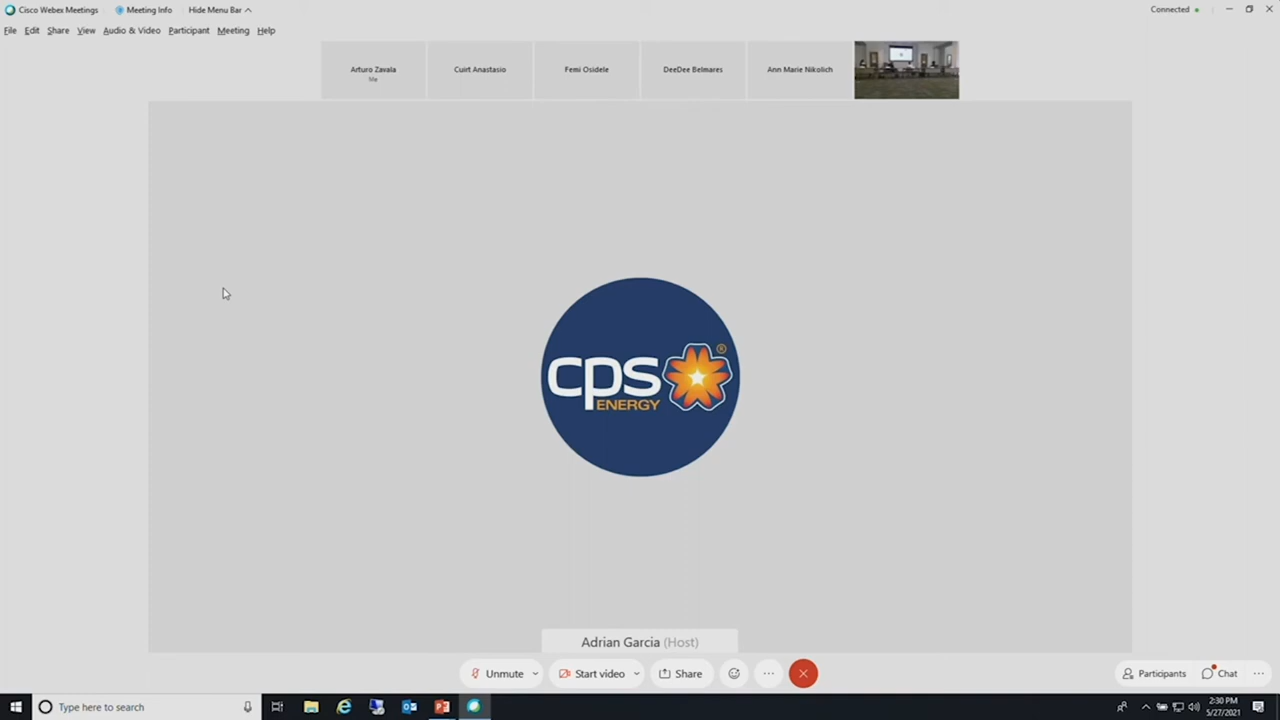 Cisco Webex Meetings Meeting Info Hide Menu Bar Connected
File Edit Share View Audio & Video Participant Meeting Help
Arturo Zavala
Me
Cuirt Anastasio
Femi Osidele
DeeDee Belmares
Ann Marie Nikolich
cps
®
ENERGY
Adrian Garcia (Host)
Unmute Start video Share Participants Chat
Type here to search
2:30 PM
5/27/2021